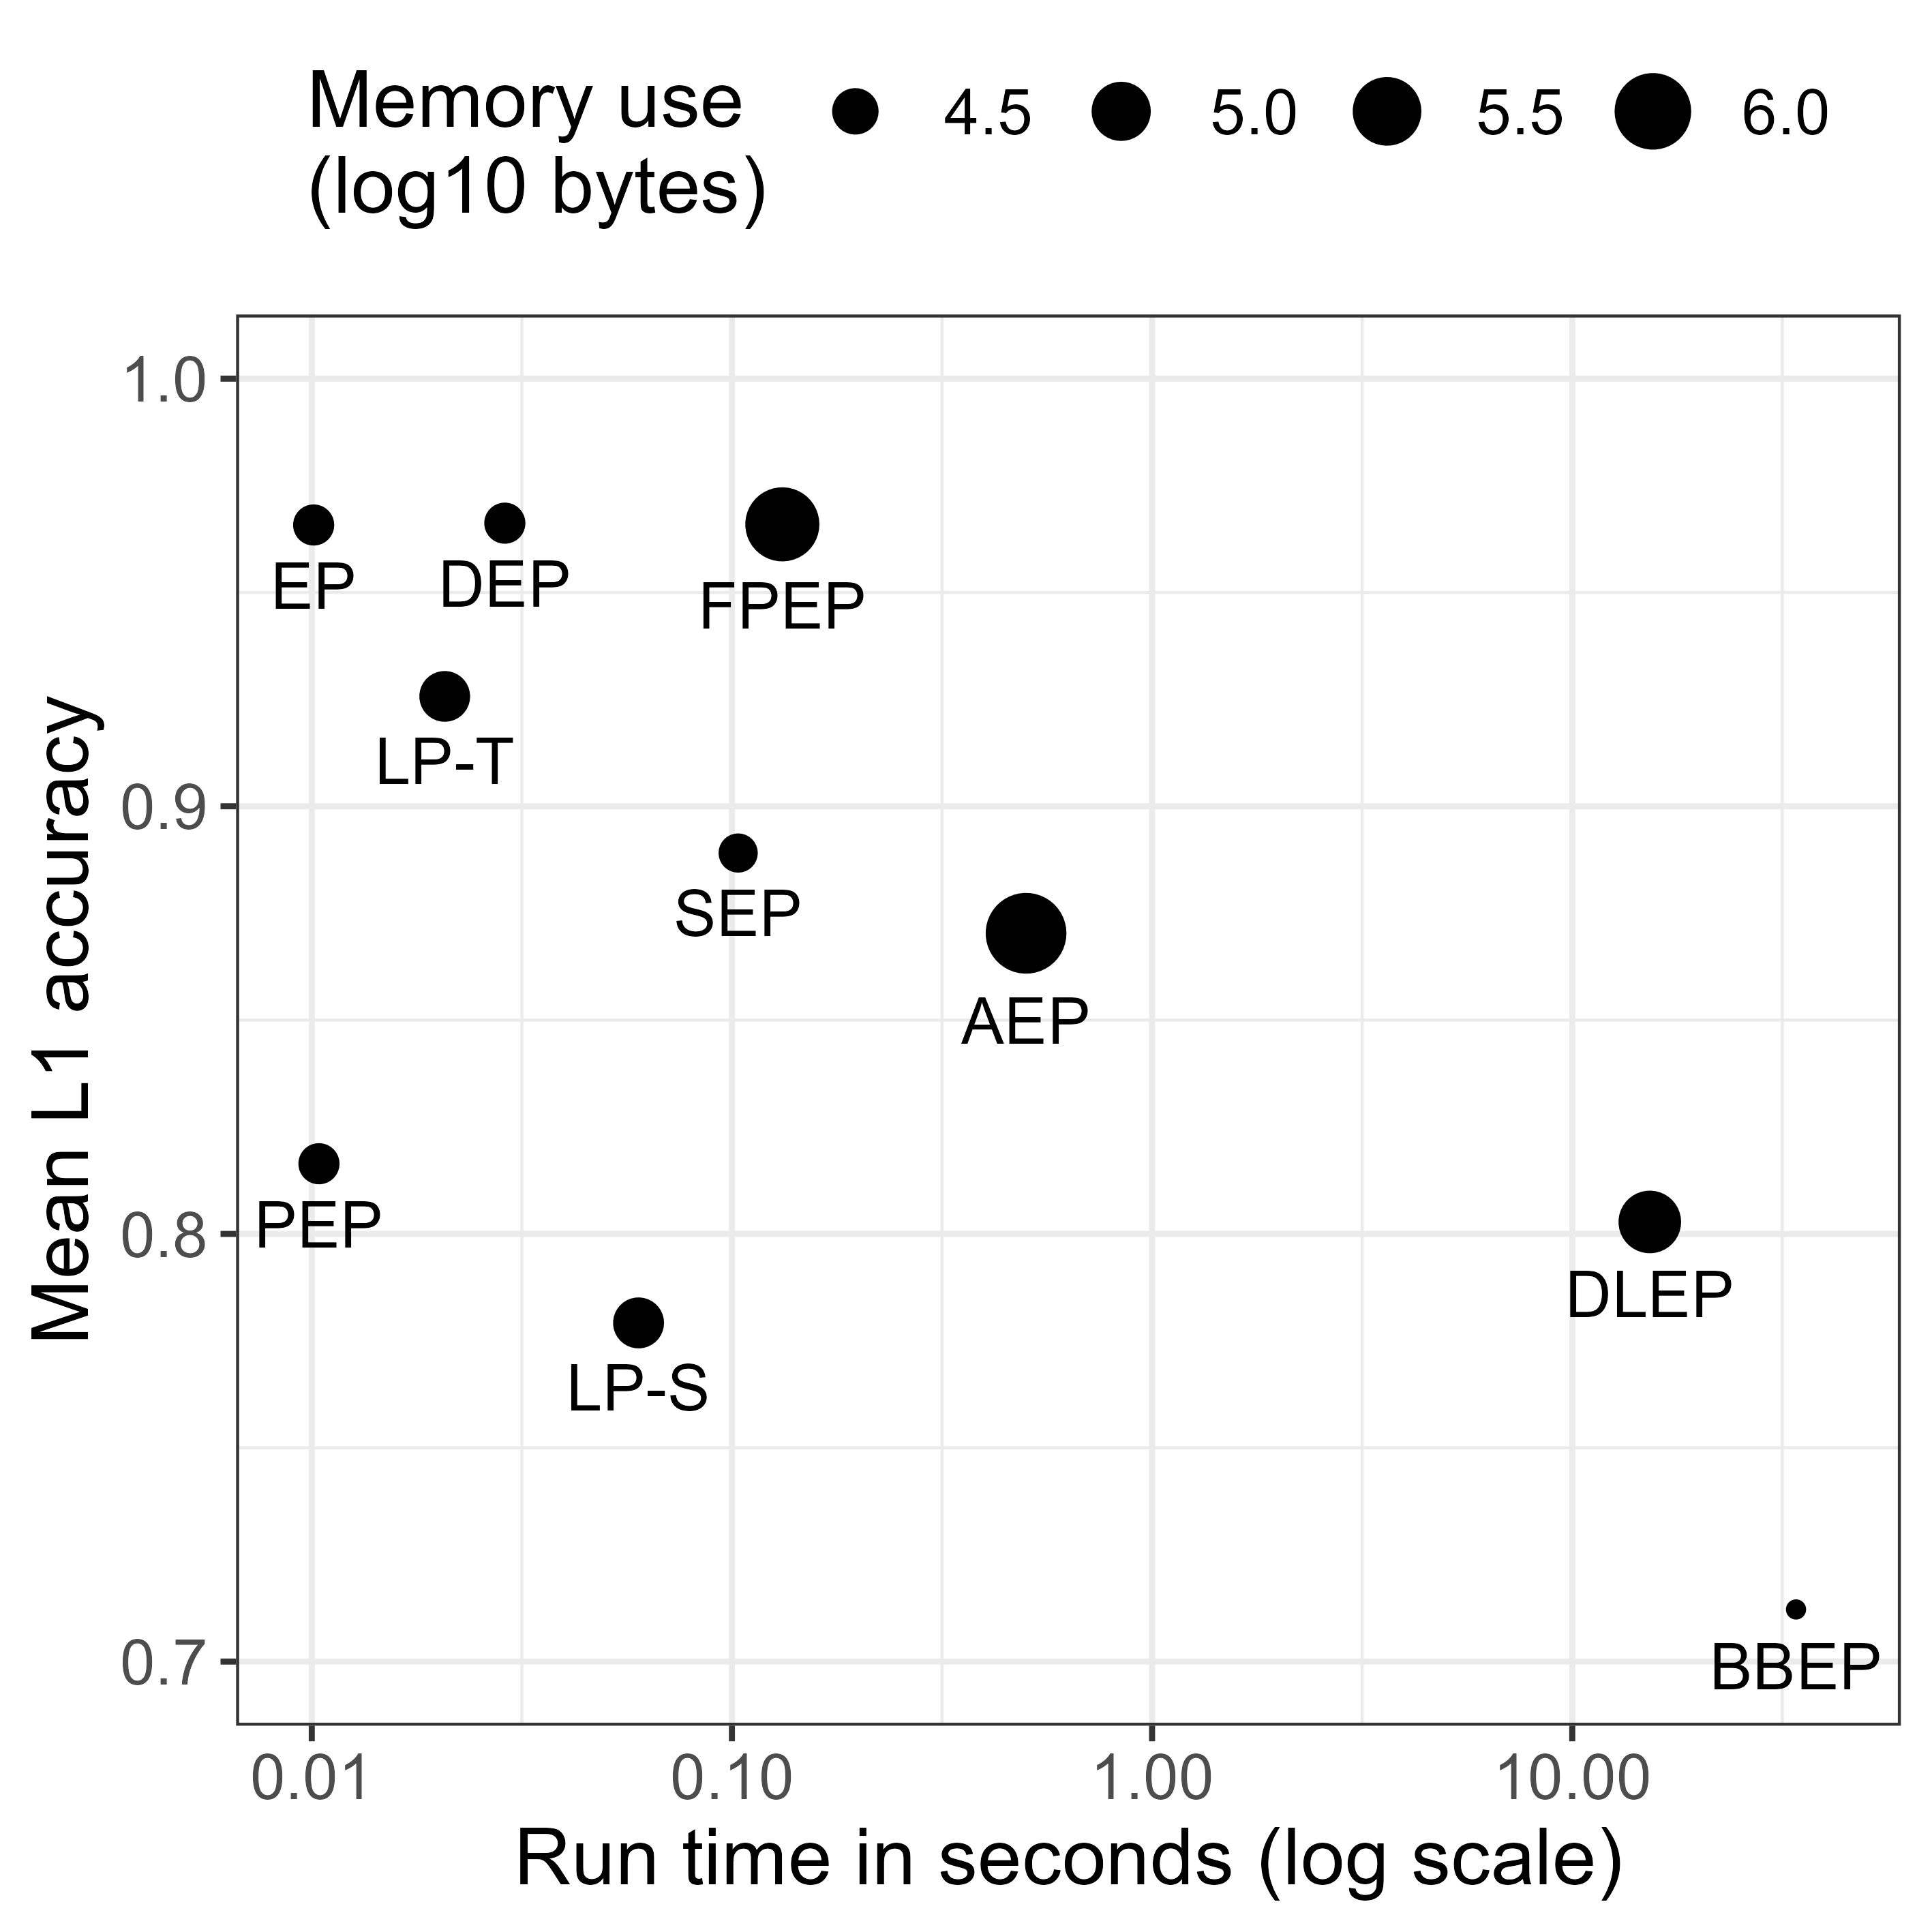 Memory use
(log10 bytes)
4.5 5.0 5.5 6.0
1.0
EP DEP FPEP
LP-T
0.9
SEP
AEP
Mean L1 accuracy
PEP
0.8
DLEP
LP-S
BBEP
0.7
0.01 0.10 1.00 10.00
Run time in seconds (log scale)